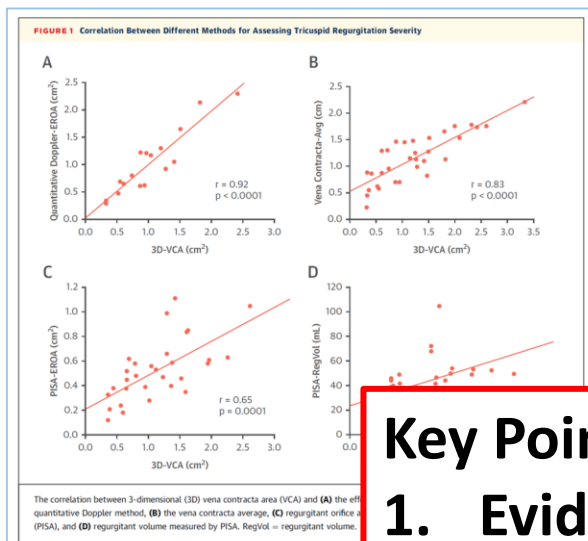 FIGURE 1 Correlation Between Different Methods for Assessing Tricuspid Regurgitation Severity
A
Quantitative Doppler-EROA (cm²)
2.5
2.0
1.5
1.0
0.5
0.0
r = 0.92
p < 0.0001
0.0 0.5 1.0 1.5 2.0 2.5 3.0
3D-VCA (cm²)
B
Vena Contracta-Avg (cm)
2.5
2.0
1.5
1.0
0.5
0.0
r = 0.83
p < 0.0001
0.0 0.5 1.0 1.5 2.0 2.5 3.0 3.5
3D-VCA (cm²)
C
PISA-EROA (cm²)
1.2
1.0
0.8
0.6
0.4
0.2
0.0
r = 0.65
p = 0.0001
0.0 0.5 1.0 1.5 2.0 2.5 3.0
3D-VCA (cm²)
D
PISA-RegVol (mL)
120
100
80
60
40
Key Poin
1. Evid
The correlation between 3-dimensional (3D) vena contracta area (VCA) and (A) the eff
quantitative Doppler method, (B) the vena contracta average, (C) regurgitant orifice a
(PISA), and (D) regurgitant volume measured by PISA. RegVol = regurgitant volume.